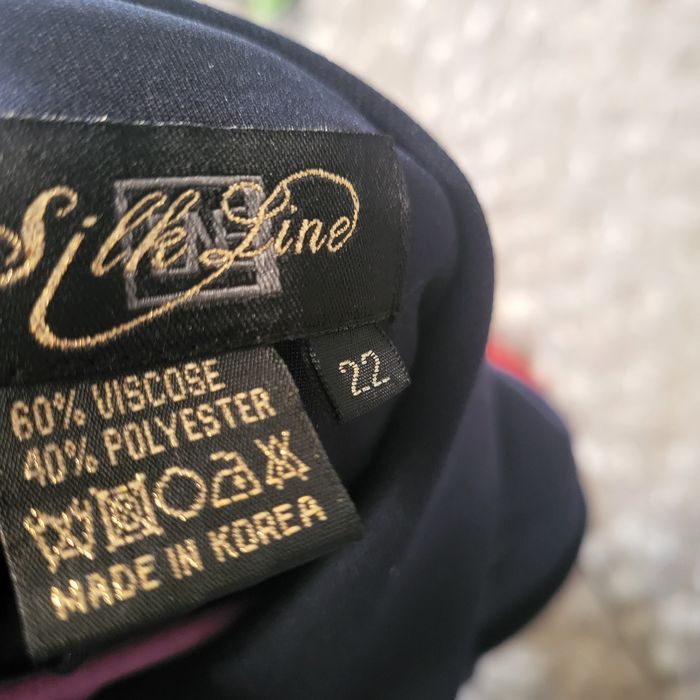 Silk Line
22
60% VISCOSE
40% POLYESTER
MADE IN KOREA